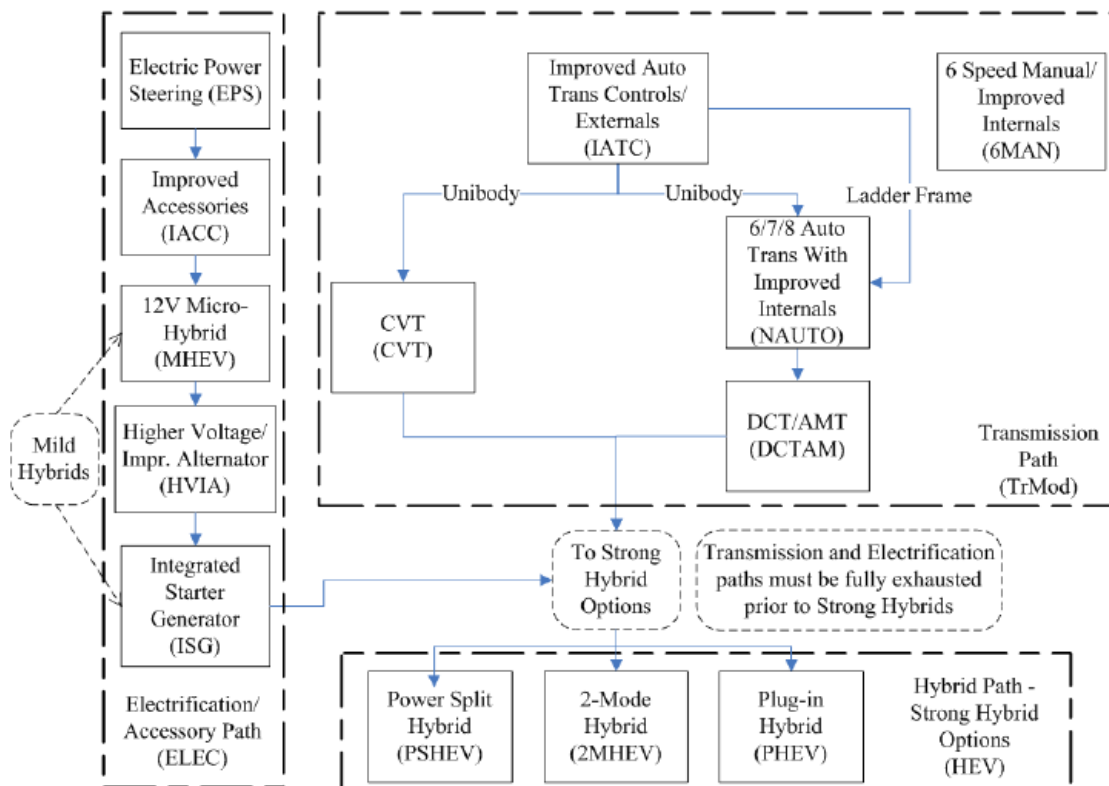 Electric Power
Steering (EPS)
Improved
Accessories
(IACC)
12V Micro-
Hybrid
(MHEV)
Higher Voltage/
Impr. Alternator
(HVIA)
Integrated
Starter
Generator
(ISG)
Electrification/
Accessory Path
(ELEC)
Mild
Hybrids
Improved Auto
Trans Controls/
Externals
(IATC)
6 Speed Manual/
Improved
Internals
(6MAN)
Unibody
Unibody
Ladder Frame
CVT
(CVT)
6/7/8 Auto
Trans With
Improved
Internals
(NAUTO)
DCT/AMT
(DCTAM)
Transmission
Path
(TrMod)
To Strong
Hybrid
Options
Transmission and Electrification
paths must be fully exhausted
prior to Strong Hybrids
Power Split
Hybrid
(PSHEV)
2-Mode
Hybrid
(2MHEV)
Plug-in
Hybrid
(PHEV)
Hybrid Path -
Strong Hybrid
Options
(HEV)